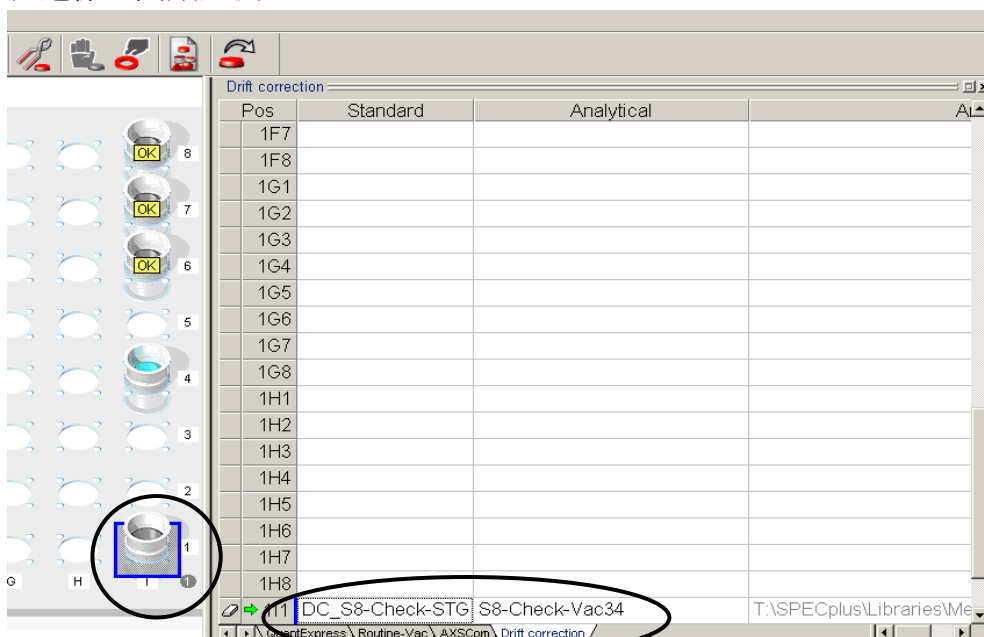 Drift correction
Pos Standard Analytical
1F7
OK 8
1F8
1G1
OK 7
1G2
1G3
OK 6
1G4
1G5
5
1G6
1G7
4
1G8
1H1
3
1H2
1H3
1H4
2
1H5
1H6
1
1H7
G H I 1
1H8
1I1 DC_S8-Check-STG S8-Check-Vac34 T:\SPECplus\Libraries\Me
QuantExpress Routine-Vac AXSCom Drift correction